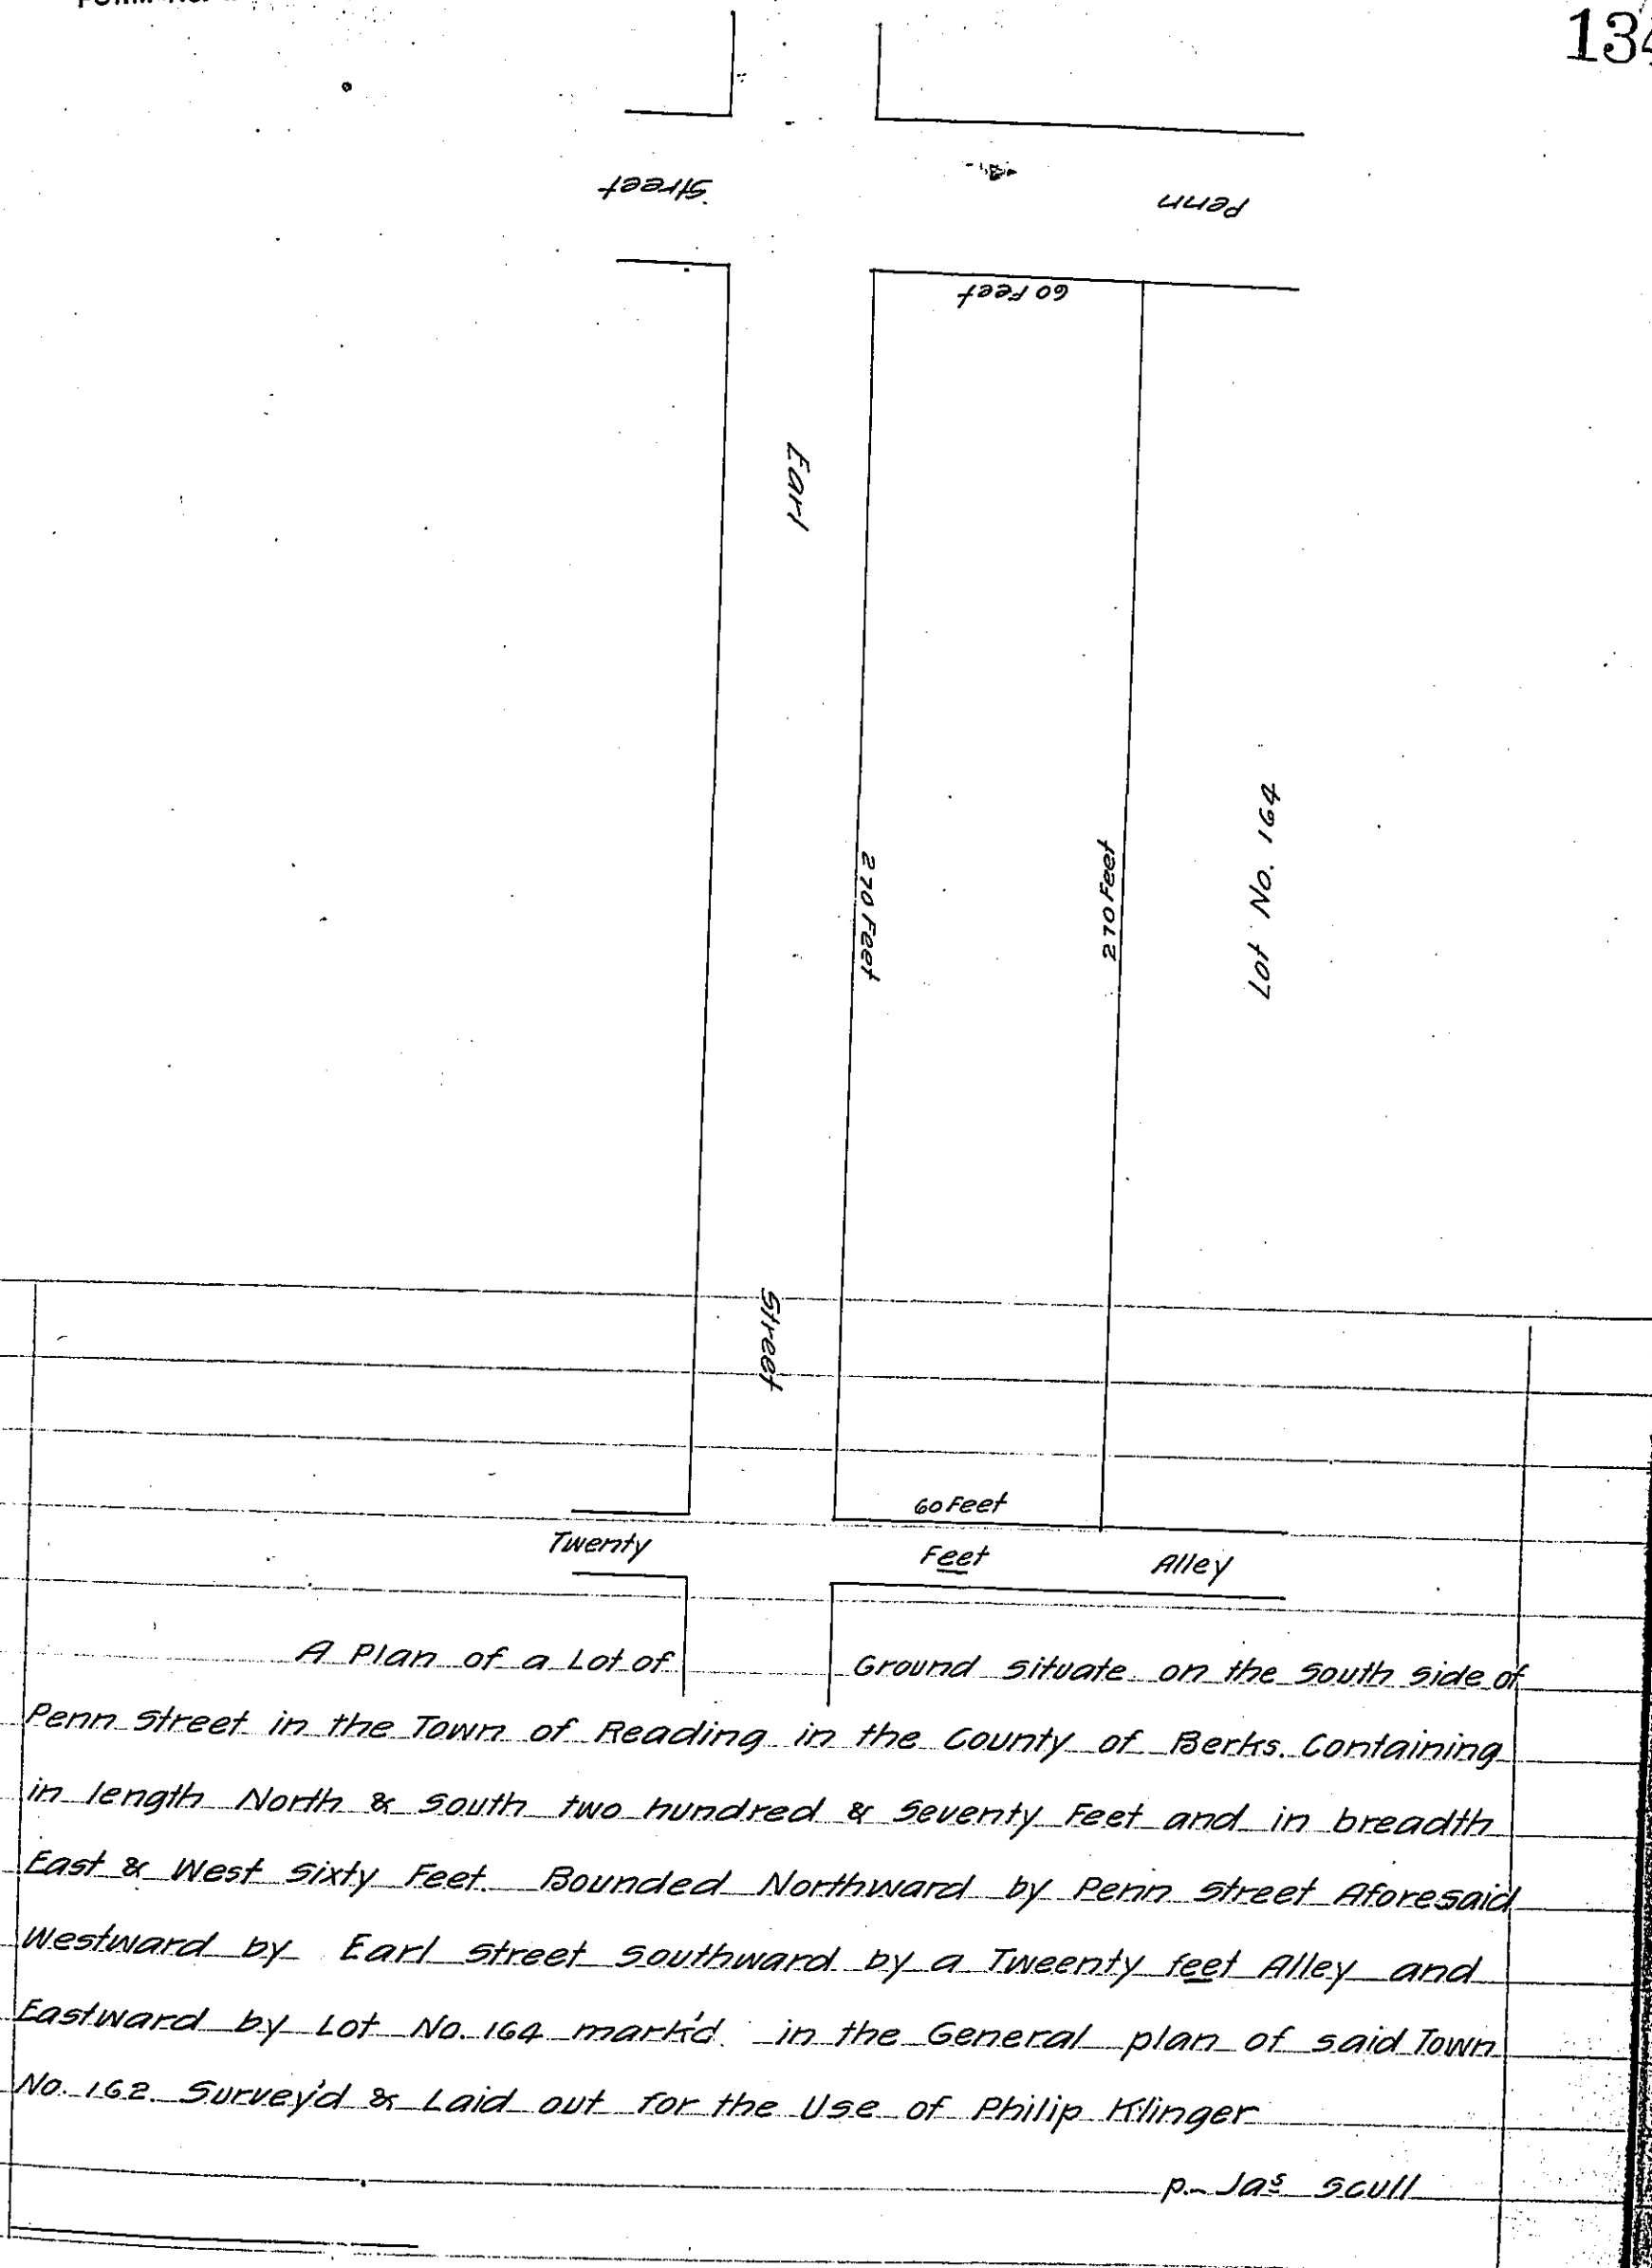 134
Street Penn
60 Feet
Earl
270 Feet
270 Feet
Lot No. 164
Street
60 Feet
Twenty Feet Alley
A Plan of a Lot of Ground situate on the South side of
Penn Street in the Town of Reading in the County of Berks. Containing
in length North & South two hundred & Seventy Feet and in breadth
East & West Sixty Feet. Bounded Northward by Penn Street Aforesaid
Westward by Earl Street Southward by a Tweenty feet Alley and
Eastward by Lot No. 164 mark'd in the General plan of said Town
No. 162. Survey'd & Laid out for the Use of Philip Klinger
p. Jas Scull